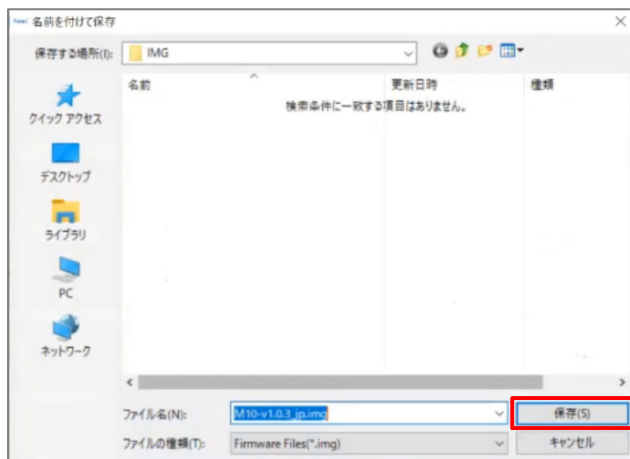 名前を付けて保存
保存する場所(I): IMG
名前 更新日時 種類
検索条件に一致する項目はありません。
クイック アクセス
デスクトップ
ライブラリ
PC
ネットワーク
ファイル名(N): M10-v1.0.3_jp.img 保存(S)
ファイルの種類(T): Firmware Files(*.img) キャンセル